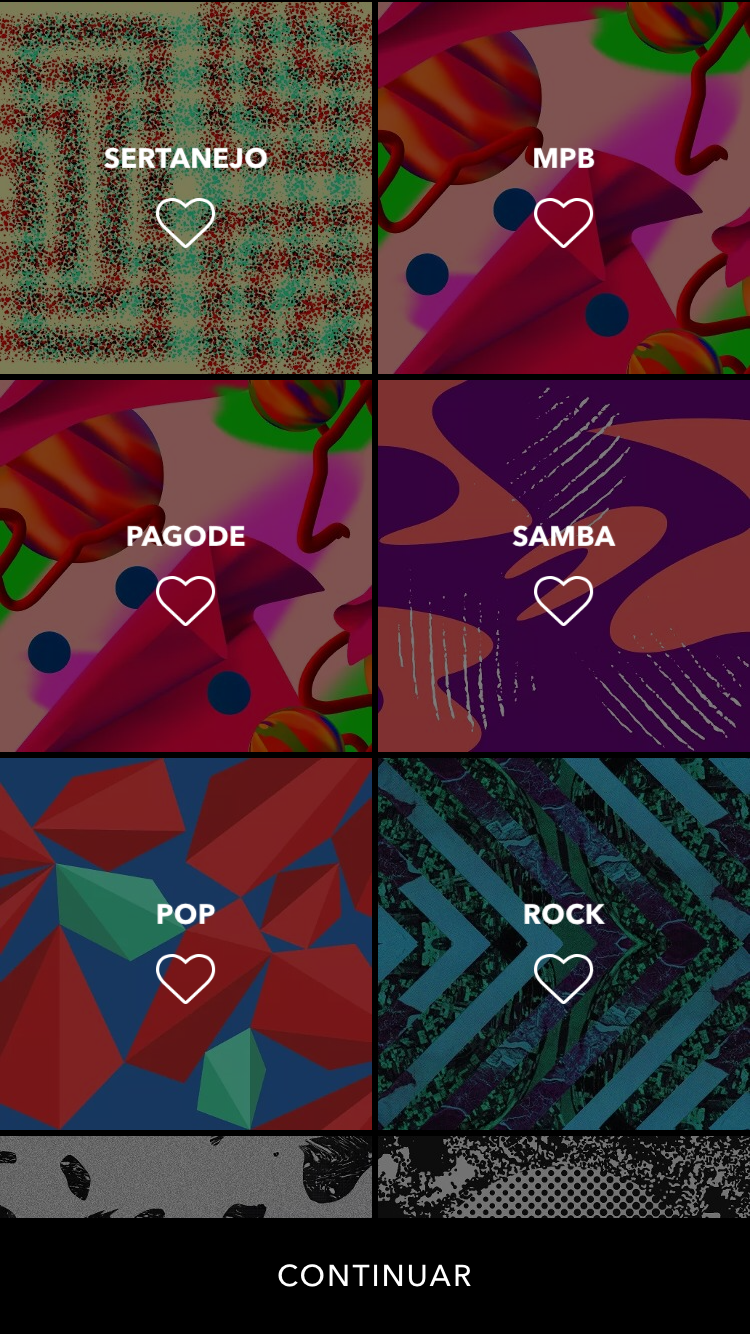 SERTANEJO
MPB
PAGODE
SAMBA
POP
ROCK
CONTINUAR